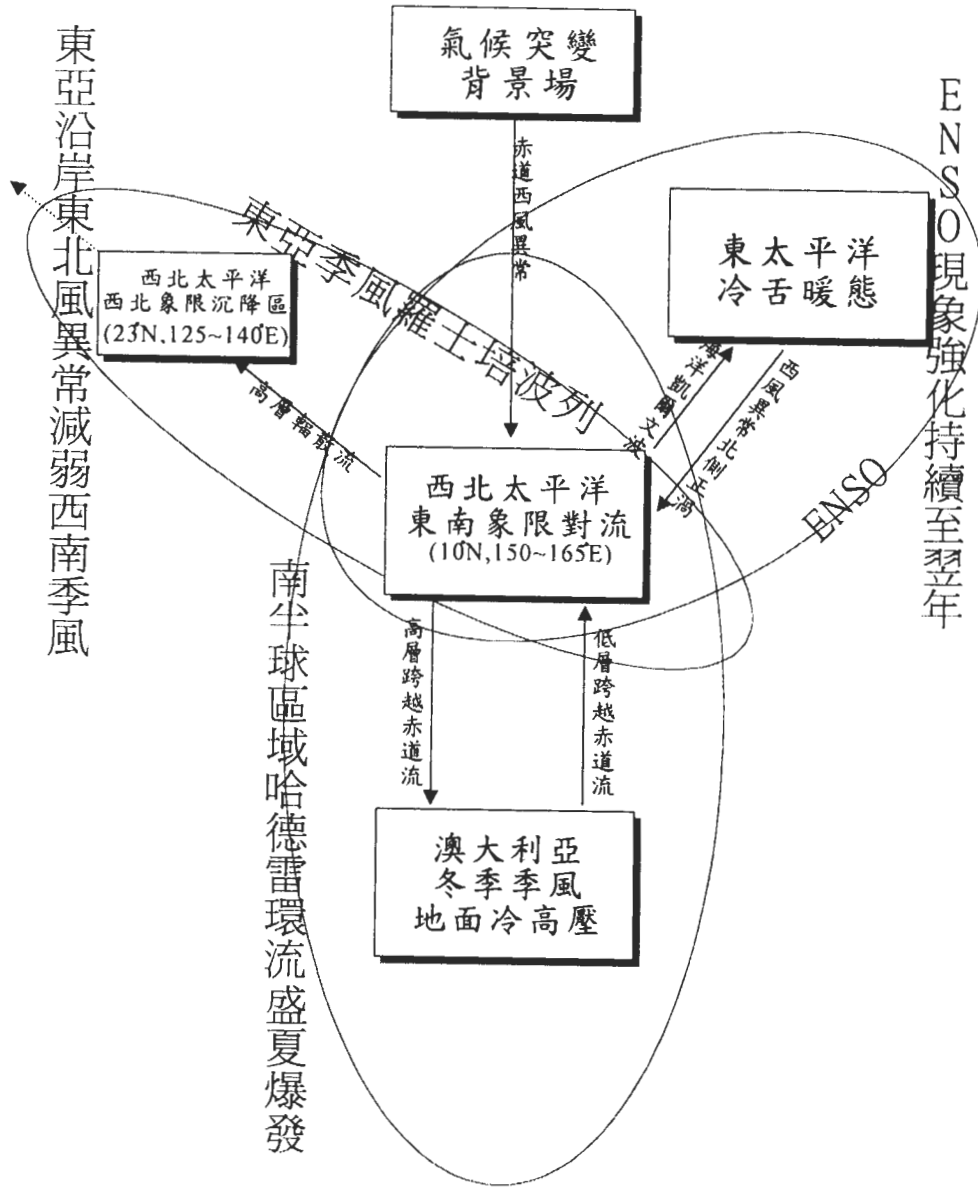 氣候突變
背景場
東亞沿岸東北風異常減弱西南季風
ENSO現象強化持續至翌年
赤道西風異常
東亞季風羅士培波列
東太平洋
冷舌暖態
西北太平洋
西北象限沉降區
(23°N,125~140°E)
海洋凱爾文波
西風異常北側正渦
高層輻散流
ENSO
西北太平洋
東南象限對流
(10°N,150~165°E)
南半球區域哈德雷環流盛夏爆發
高層跨越赤道流
低層跨越赤道流
澳大利亞
冬季季風
地面冷高壓